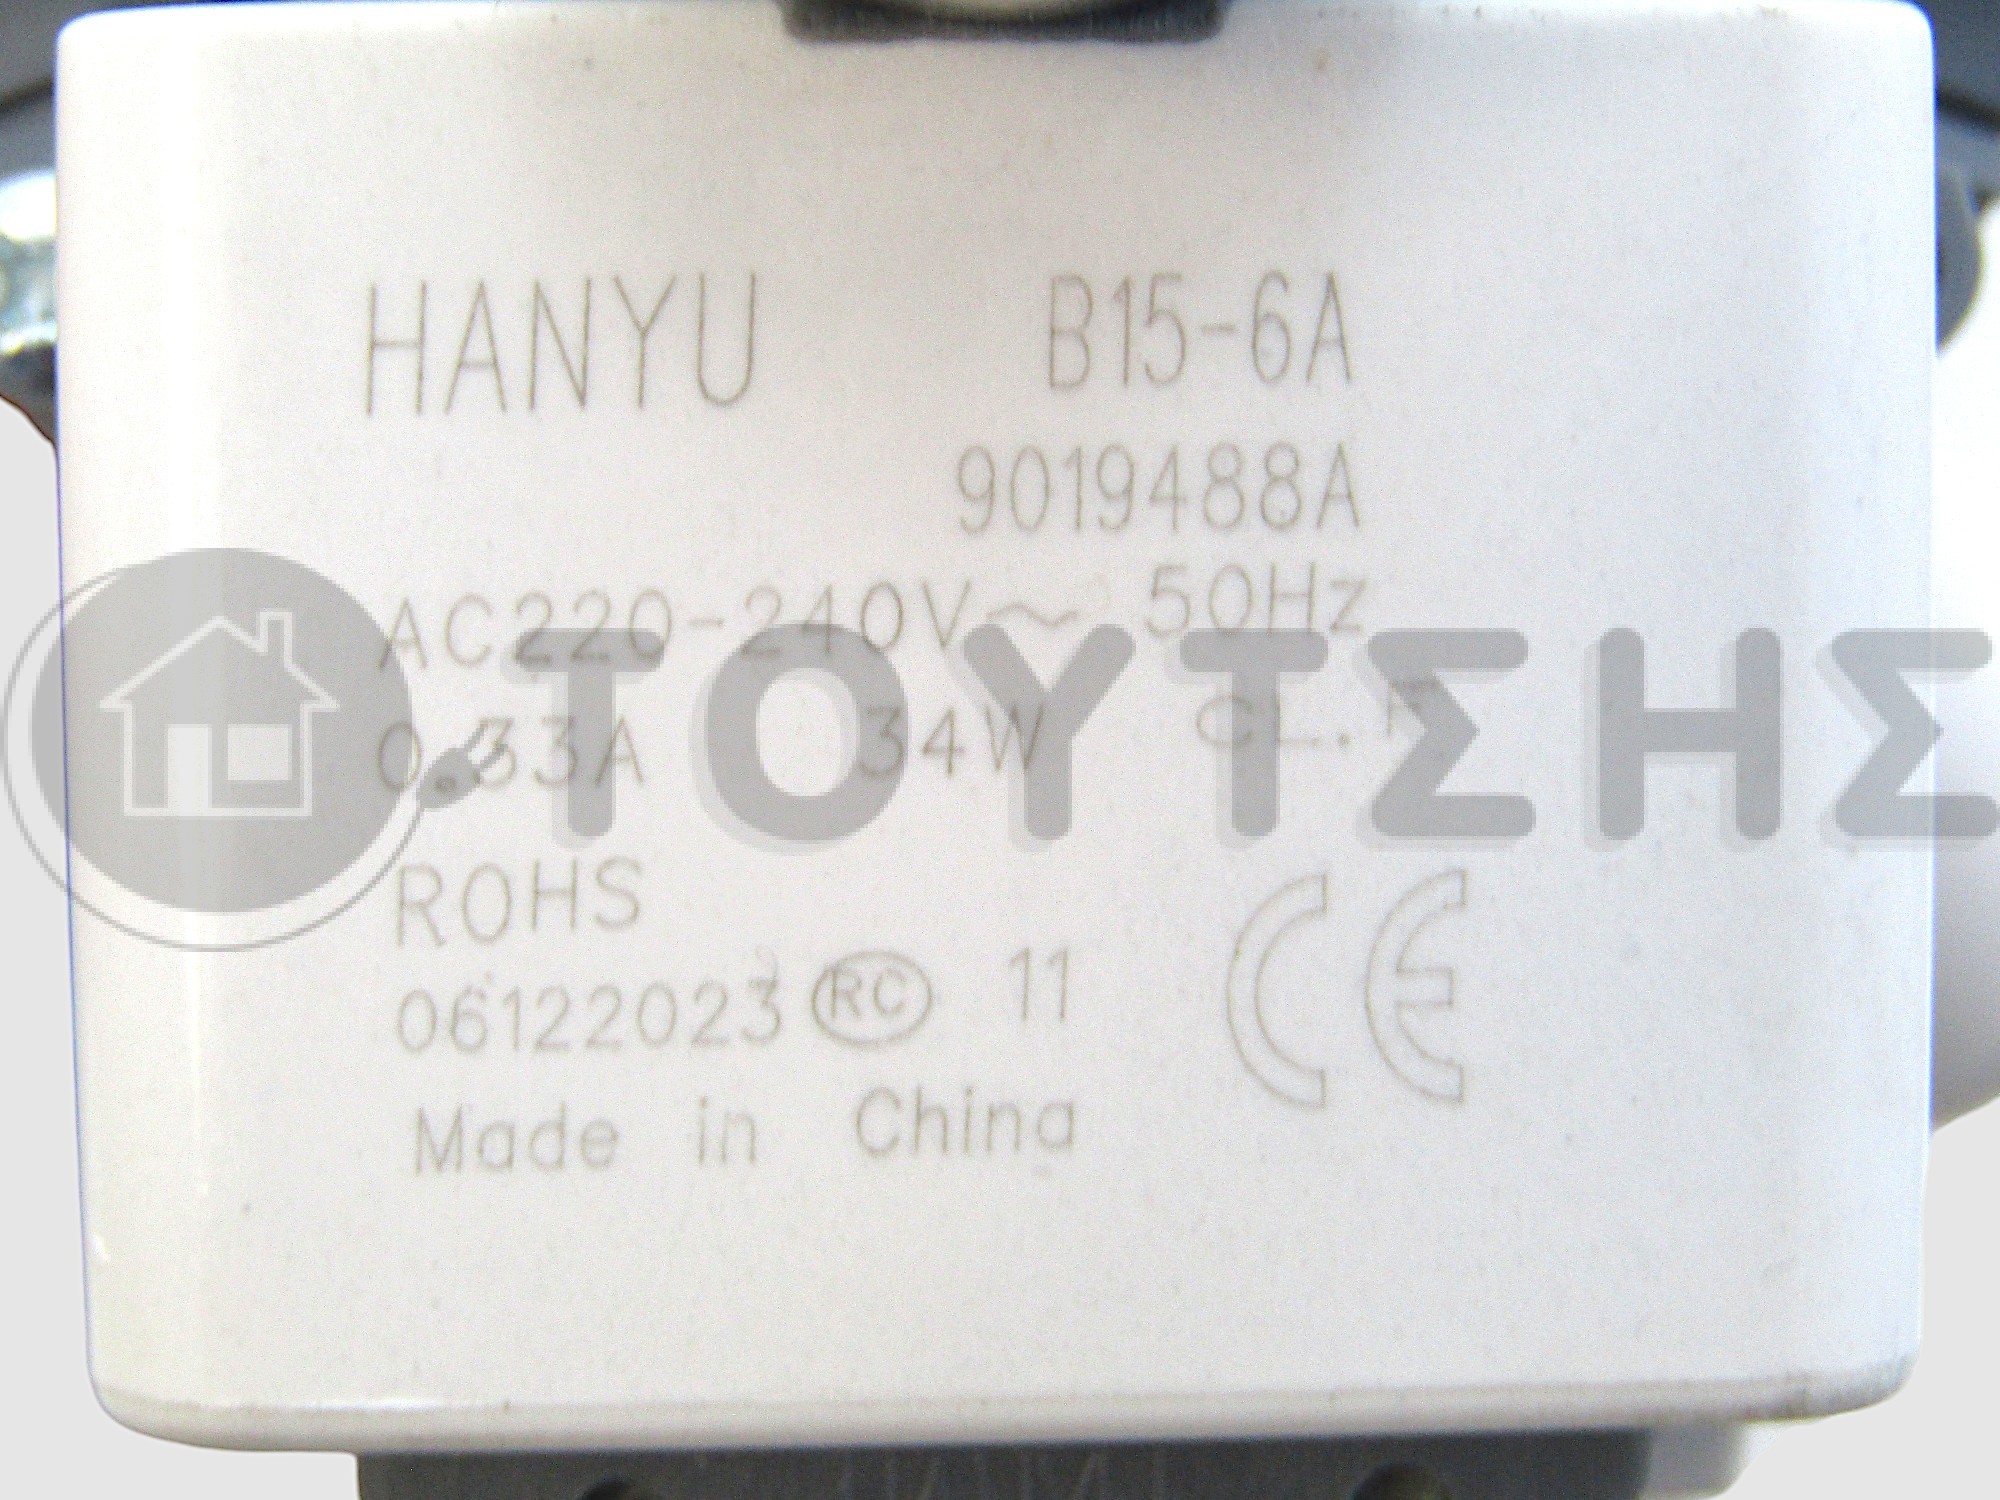 HANYU B15-6A
9019488A
AC220-240V~ 50Hz
0.33A 34W CL.F
ΤΟΥΤΣΗΣ
ROHS
06122023 RC 11 CE
Made in China